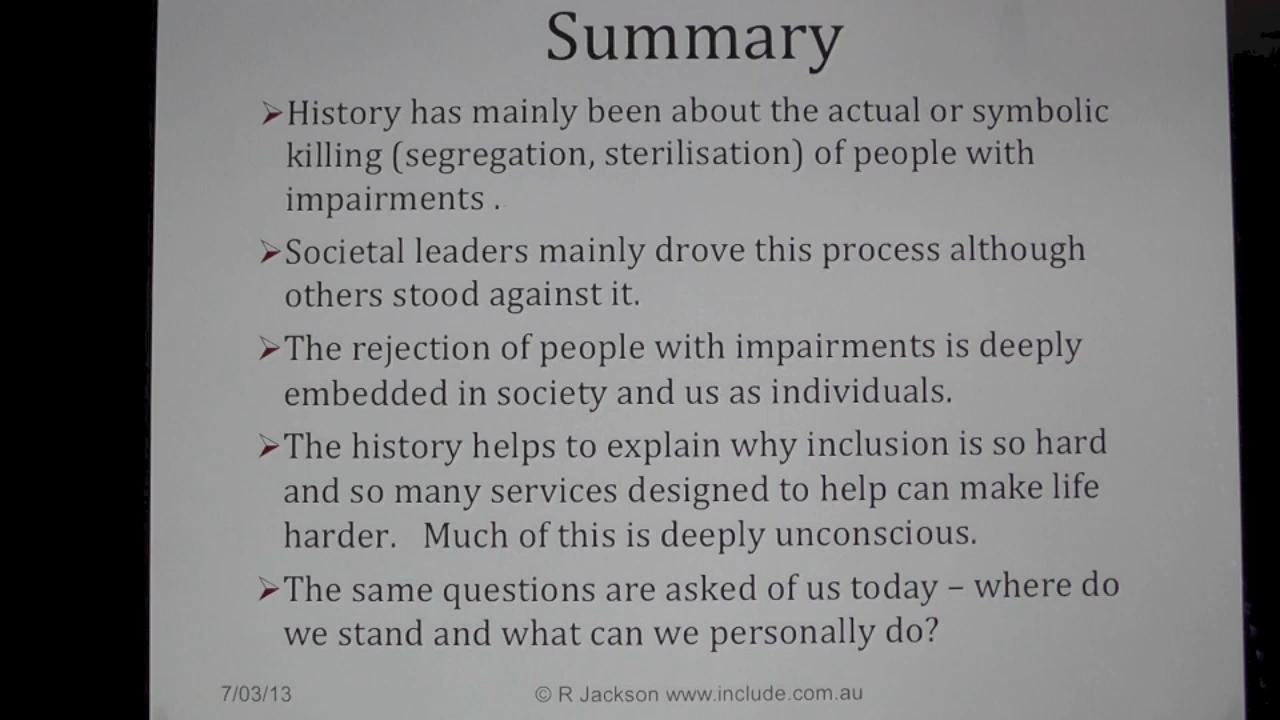 Summary
➢History has mainly been about the actual or symbolic
killing (segregation, sterilisation) of people with
impairments .
➢Societal leaders mainly drove this process although
others stood against it.
➢The rejection of people with impairments is deeply
embedded in society and us as individuals.
➢The history helps to explain why inclusion is so hard
and so many services designed to help can make life
harder.   Much of this is deeply unconscious.
➢The same questions are asked of us today – where do
we stand and what can we personally do?
7/03/13
© R Jackson www.include.com.au